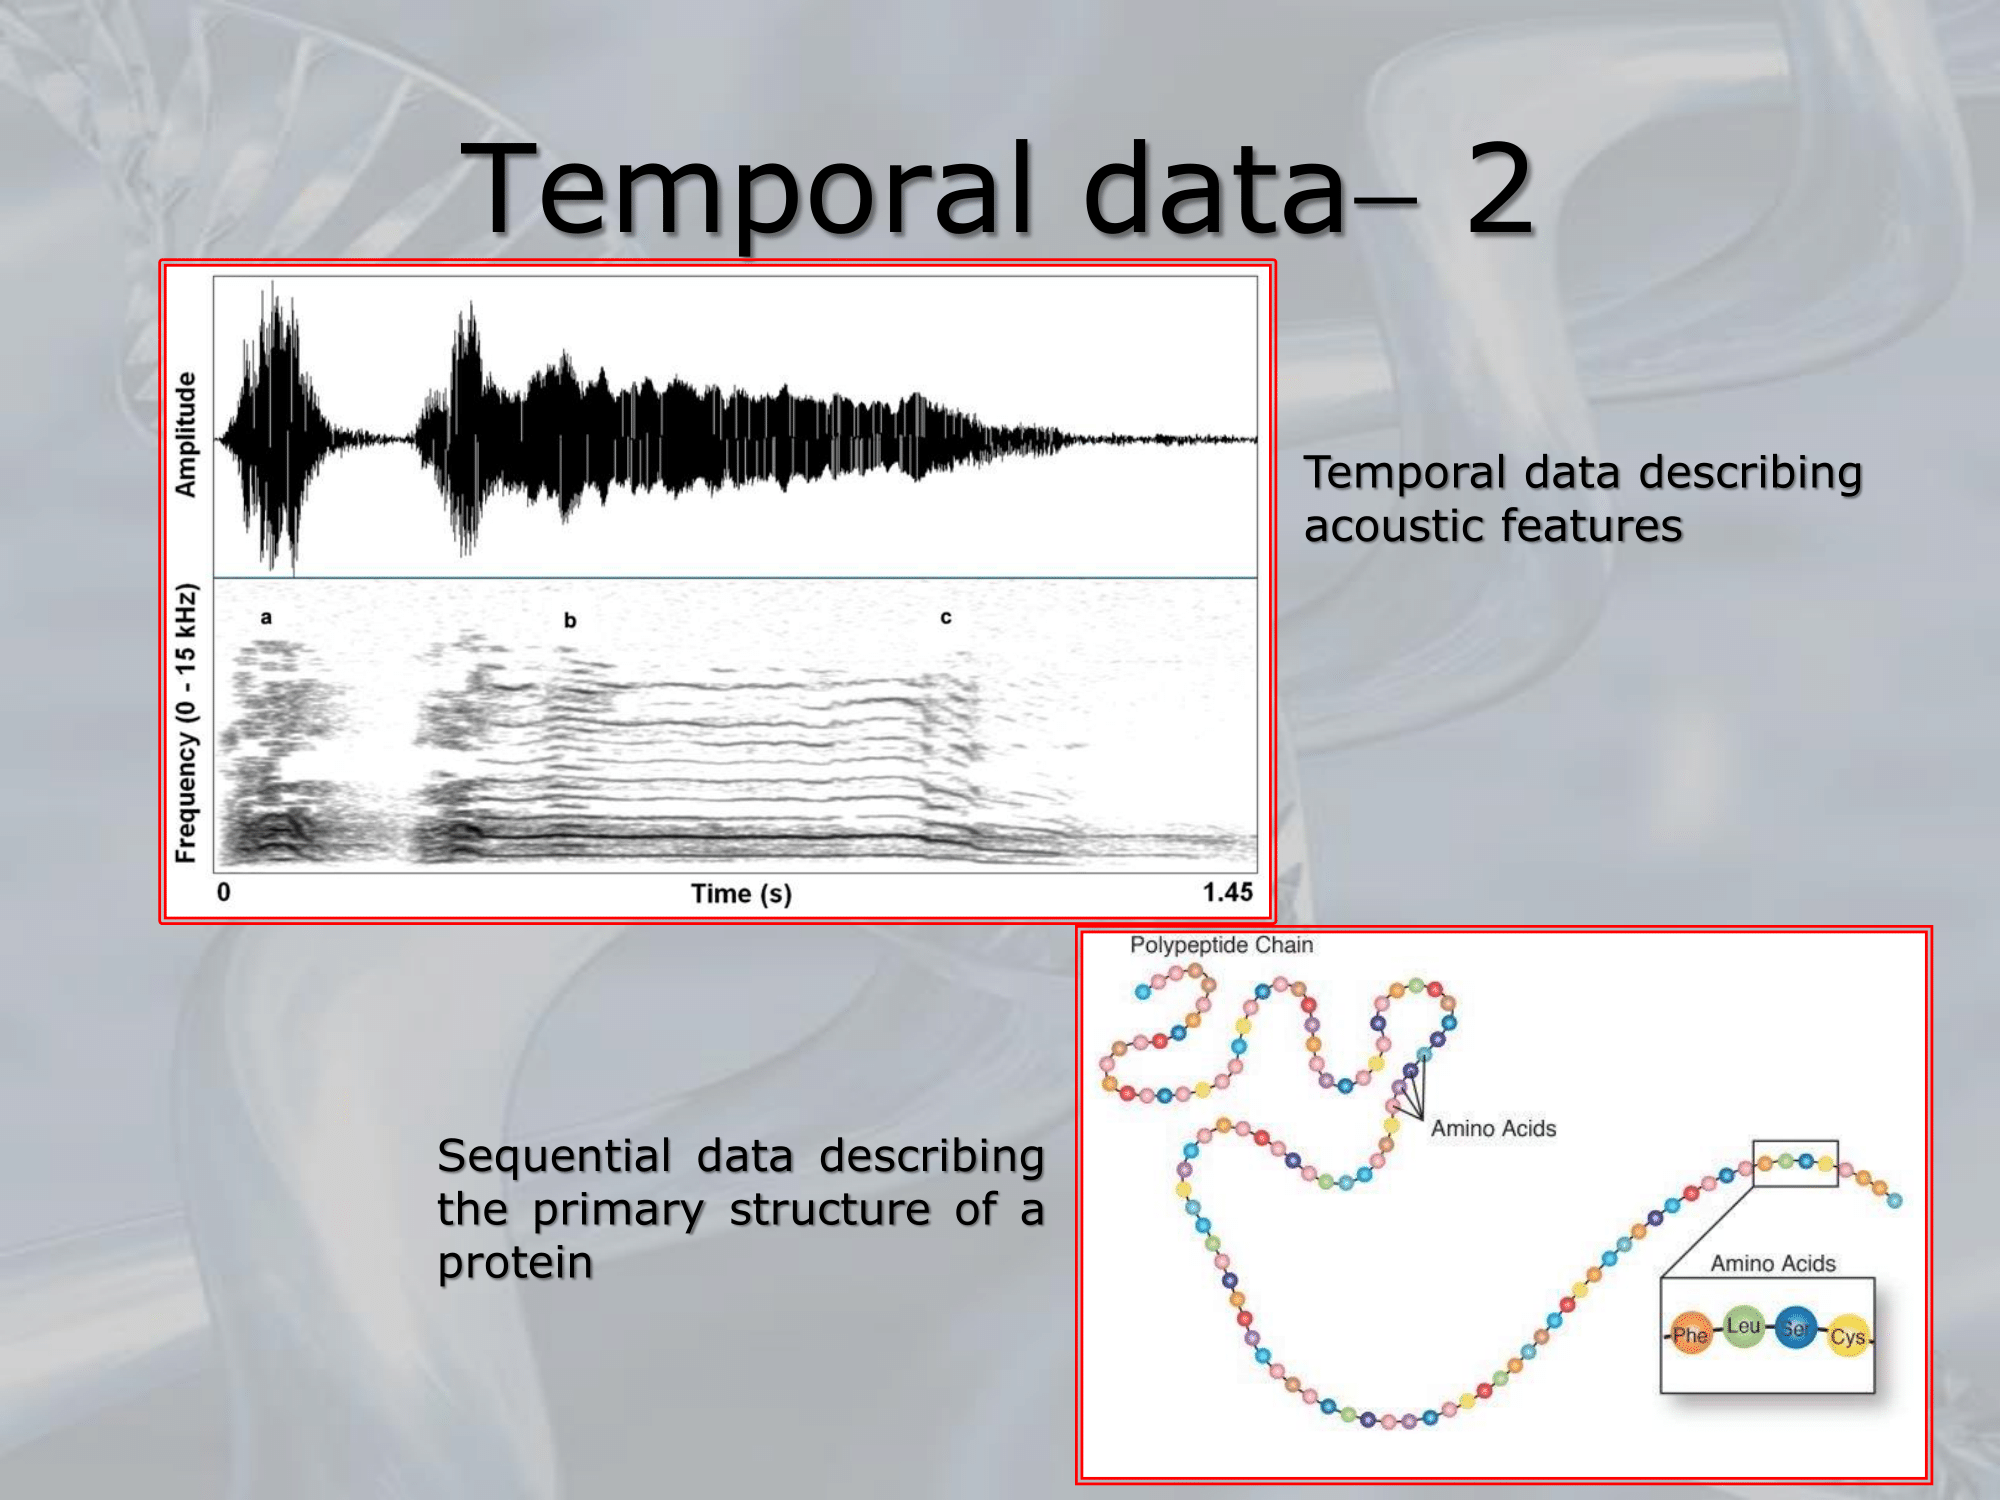 Temporal data– 2
Amplitude
Frequency (0 - 15 kHz)
a
b
c
0
Time (s)
1.45
Temporal data describing
acoustic features
Sequential data describing
the primary structure of a
protein
Polypeptide Chain
Amino Acids
Amino Acids
Phe
Leu
Ser
Cys